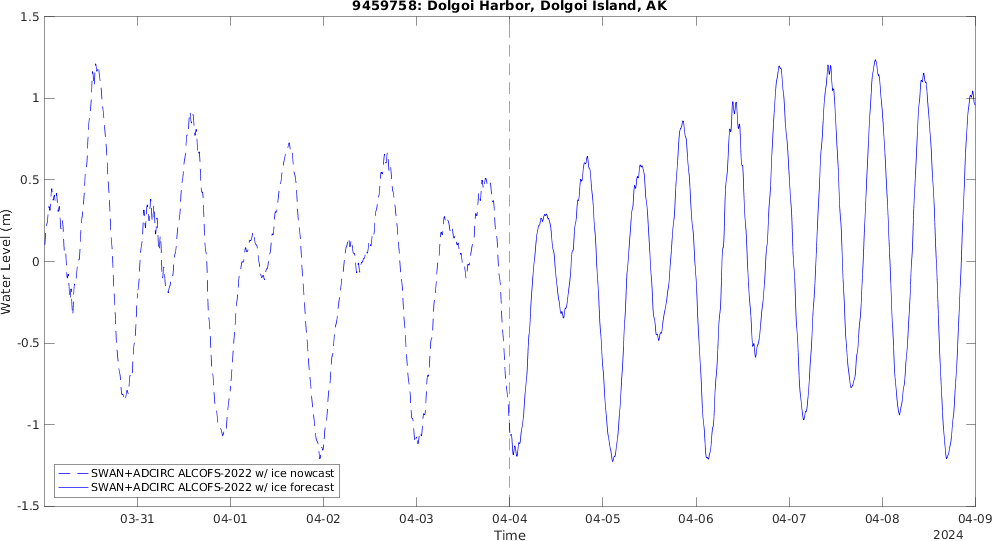 9459758: Dolgoi Harbor, Dolgoi Island, AK
1.5
1
0.5
0
-0.5
-1
-1.5
Water Level (m)
SWAN+ADCIRC ALCOFS-2022 w/ ice nowcast
SWAN+ADCIRC ALCOFS-2022 w/ ice forecast
03-31 04-01 04-02 04-03 04-04 04-05 04-06 04-07 04-08 04-09
Time
2024